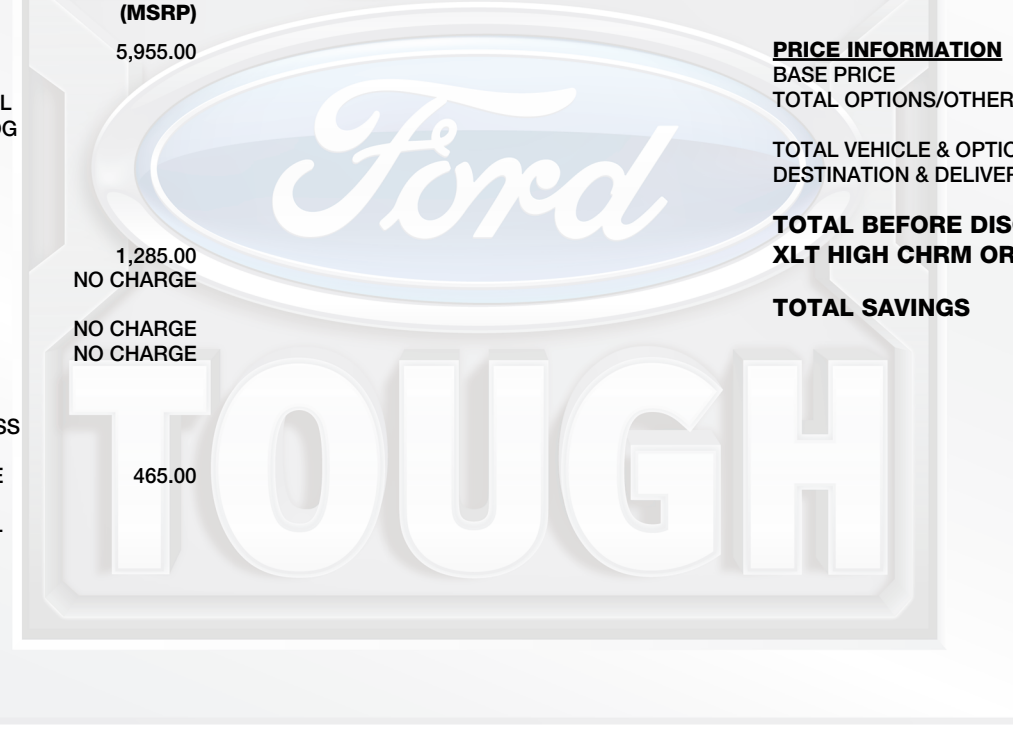 (MSRP)
5,955.00
L
OG
1,285.00
NO CHARGE
NO CHARGE
NO CHARGE
SS
E
465.00
PRICE INFORMATION
BASE PRICE
TOTAL OPTIONS/OTHER
TOTAL VEHICLE & OPTIO
DESTINATION & DELIVER
TOTAL BEFORE DIS
XLT HIGH CHRM OR
TOTAL SAVINGS
Ford
TOUGH